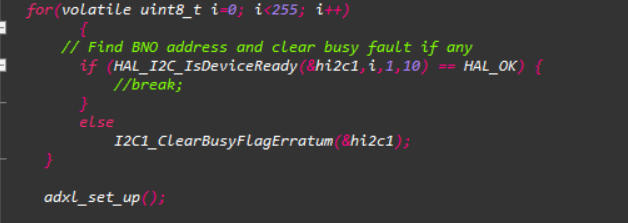 for(volatile uint8_t i=0; i<255; i++)
{
// Find BNO address and clear busy fault if any
if (HAL_I2C_IsDeviceReady(&hi2c1,i,1,10) == HAL_OK) {
//break;
}
else
I2C1_ClearBusyFlagErratum(&hi2c1);
}
adxl_set_up();